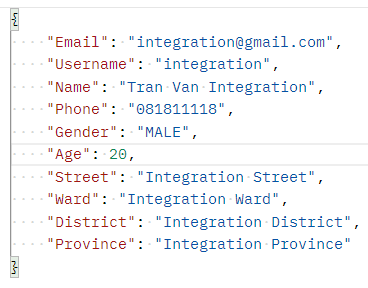 {
    "Email": "integration@gmail.com",
    "Username": "integration",
    "Name": "Tran Van Integration",
    "Phone": "081811118",
    "Gender": "MALE",
    "Age": 20,
    "Street": "Integration Street",
    "Ward": "Integration Ward",
    "District": "Integration District",
    "Province": "Integration Province"
}